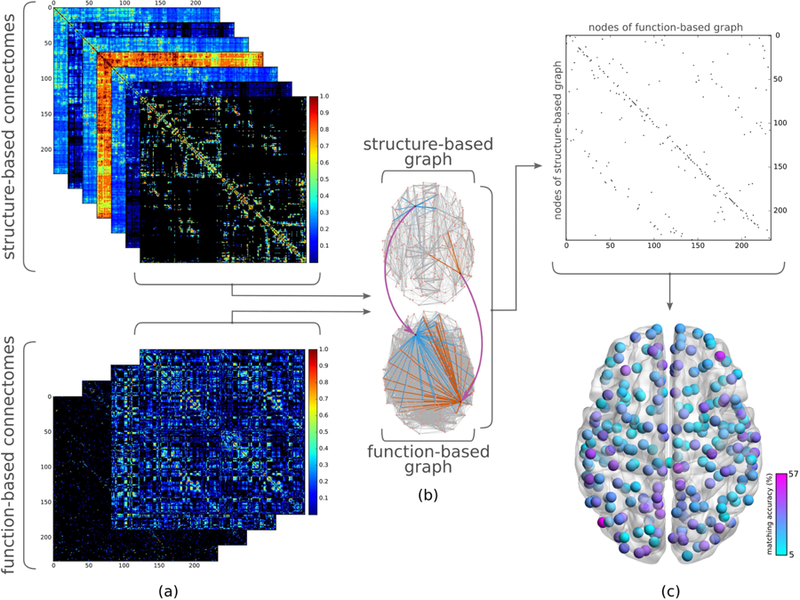 structure-based connectomes
0 50 100 150 200
0
50
100
150
200
1.0
0.9
0.8
0.7
0.6
0.5
0.4
0.3
0.2
0.1
function-based connectomes
0
50
100
150
200
0 50 100 150 200
1.0
0.9
0.8
0.7
0.6
0.5
0.4
0.3
0.2
0.1
0.0
(a)
structure-based
graph
function-based
graph
(b)
nodes of function-based graph
nodes of structure-based graph
0
50
100
150
200
0 50 100 150 200
matching accuracy (%)
57
5
(c)